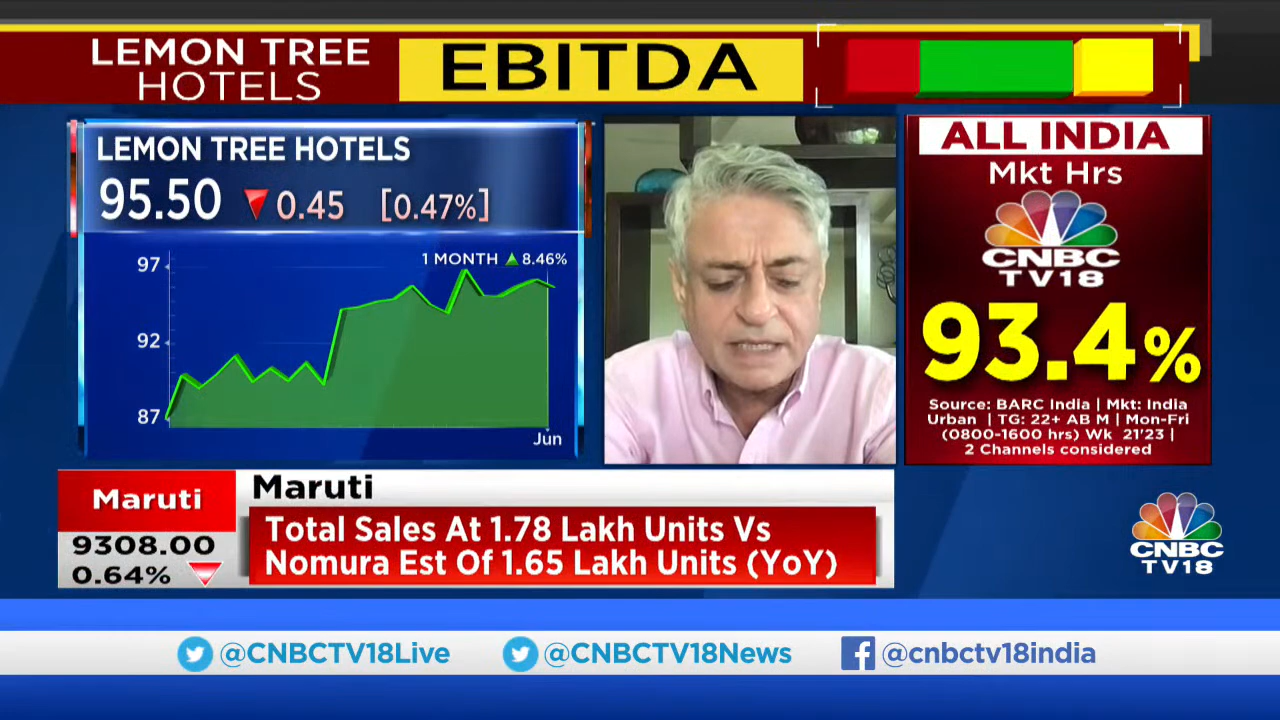 LEMON TREE
HOTELS
EBITDA
LEMON TREE HOTELS
95.50 ▼ 0.45 [0.47%]
1 MONTH ▲ 8.46%
97
92
87
Jun
ALL INDIA
Mkt Hrs
CNBC
TV18
93.4%
Source: BARC India | Mkt: India
Urban | TG: 22+ AB M | Mon-Fri
(0800-1600 hrs) Wk 21'23 |
2 Channels considered
Maruti
9308.00
0.64% ▼
Maruti
Total Sales At 1.78 Lakh Units Vs
Nomura Est Of 1.65 Lakh Units (YoY)
CNBC
TV18
@CNBCTV18Live
@CNBCTV18News
@cnbctv18india